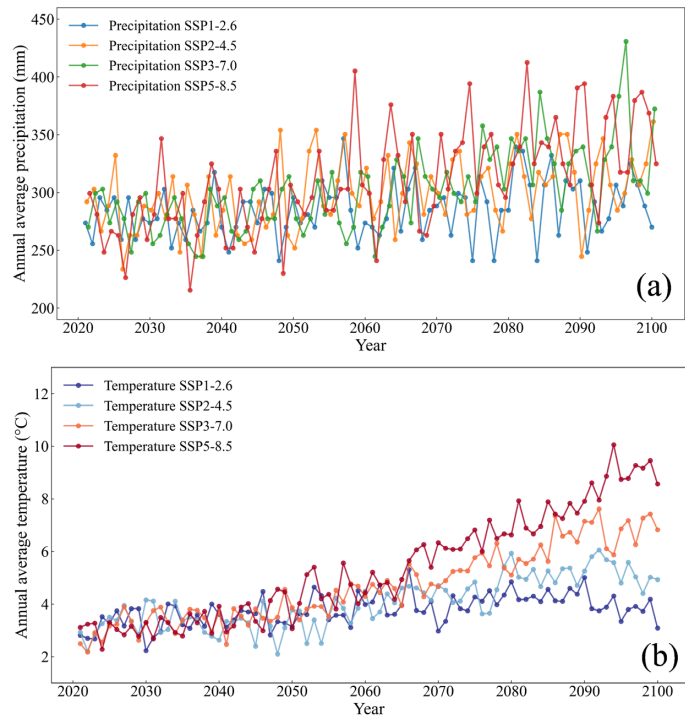 450
400
350
300
250
200
Annual average precipitation (mm)
Precipitation SSP1-2.6
Precipitation SSP2-4.5
Precipitation SSP3-7.0
Precipitation SSP5-8.5
(a)
2020 2030 2040 2050 2060 2070 2080 2090 2100
Year
12
10
8
6
4
2
Annual average temperature (°C)
Temperature SSP1-2.6
Temperature SSP2-4.5
Temperature SSP3-7.0
Temperature SSP5-8.5
(b)
2020 2030 2040 2050 2060 2070 2080 2090 2100
Year